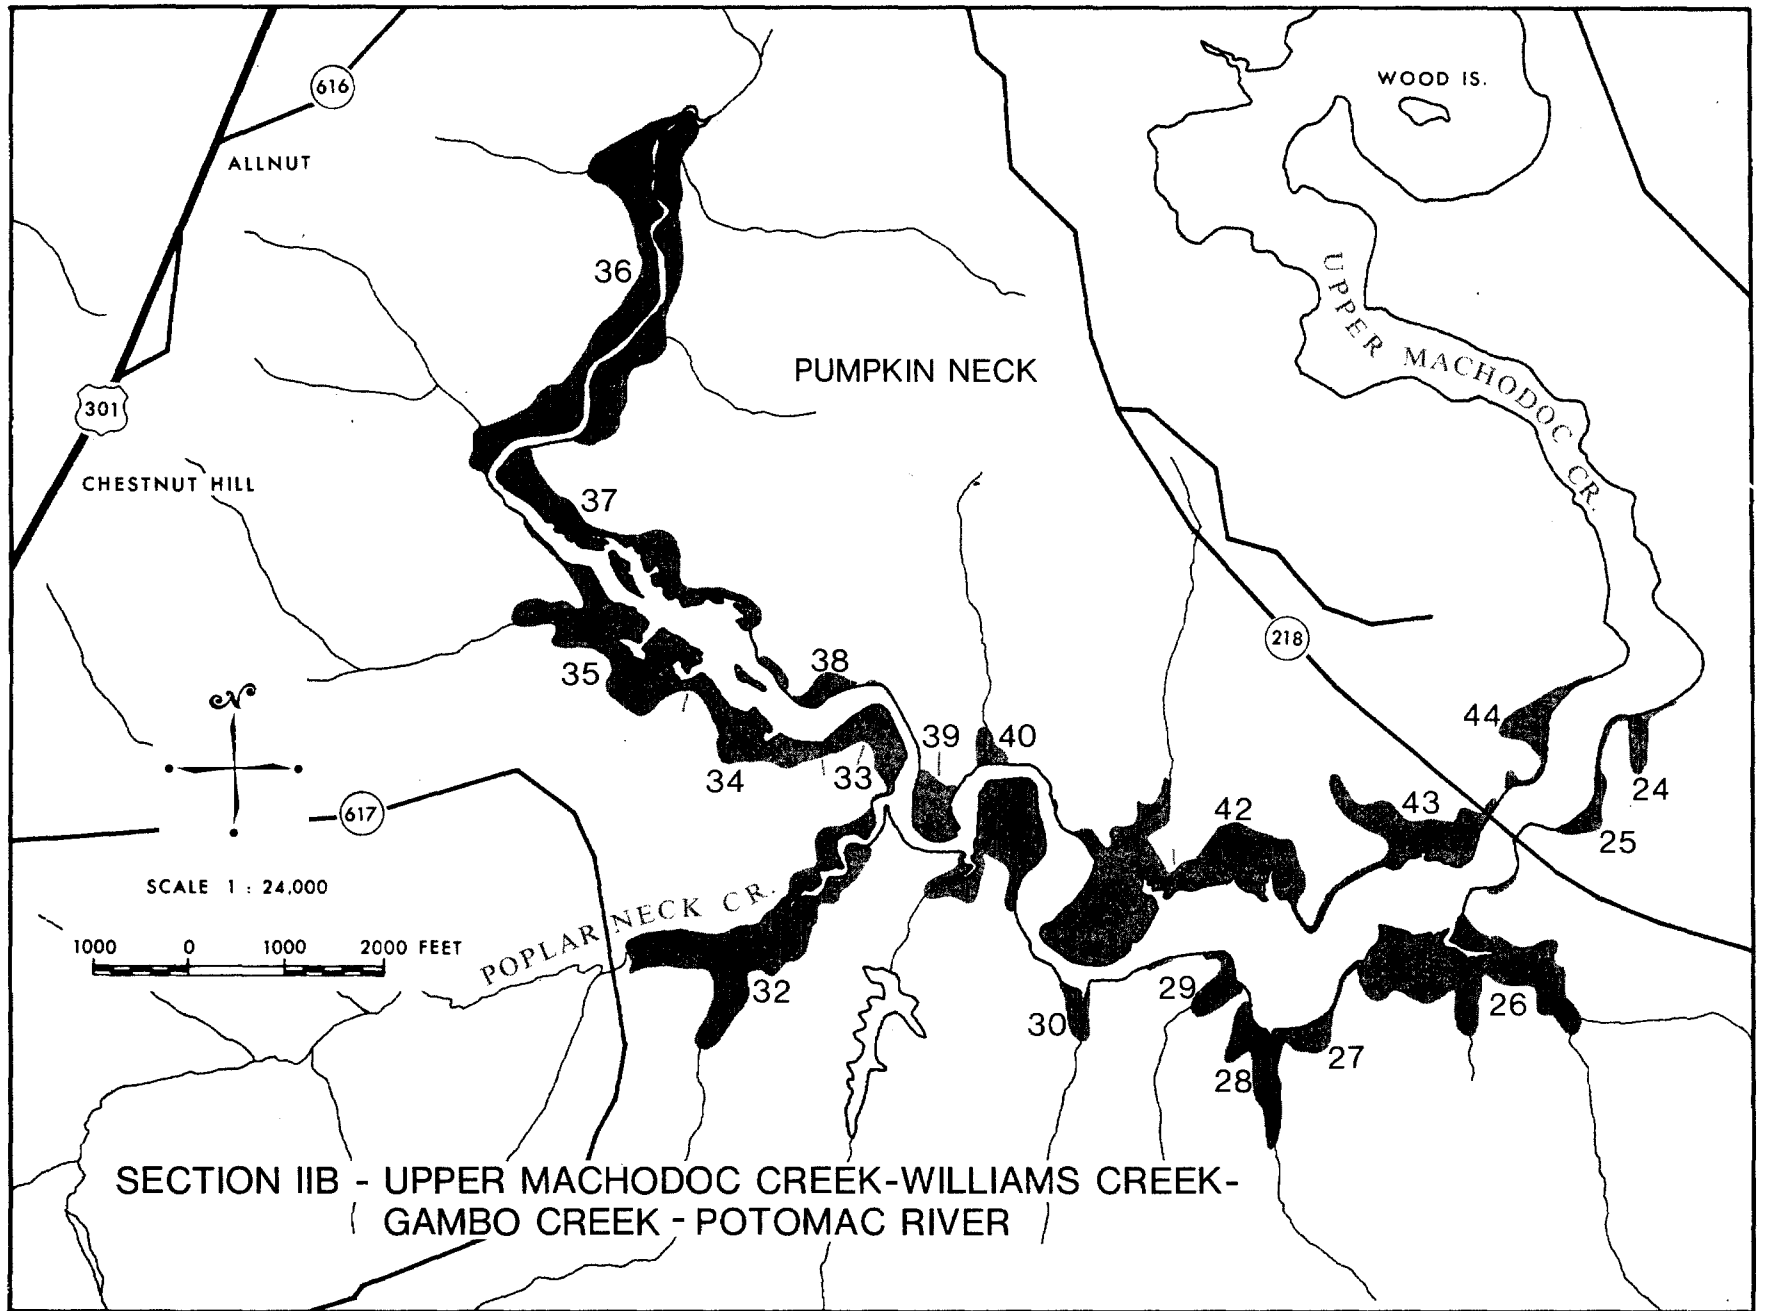 616
WOOD IS.
ALLNUT
36
UPPER MACHODOC CR.
PUMPKIN NECK
301
CHESTNUT HILL
37
218
38
35
N
44
39
40
34
33
24
617
42
43
25
SCALE 1 : 24,000
POPLAR NECK CR.
1000 0 1000 2000 FEET
32
29
26
30
27
28
SECTION IIB - UPPER MACHODOC CREEK-WILLIAMS CREEK-
GAMBO CREEK - POTOMAC RIVER